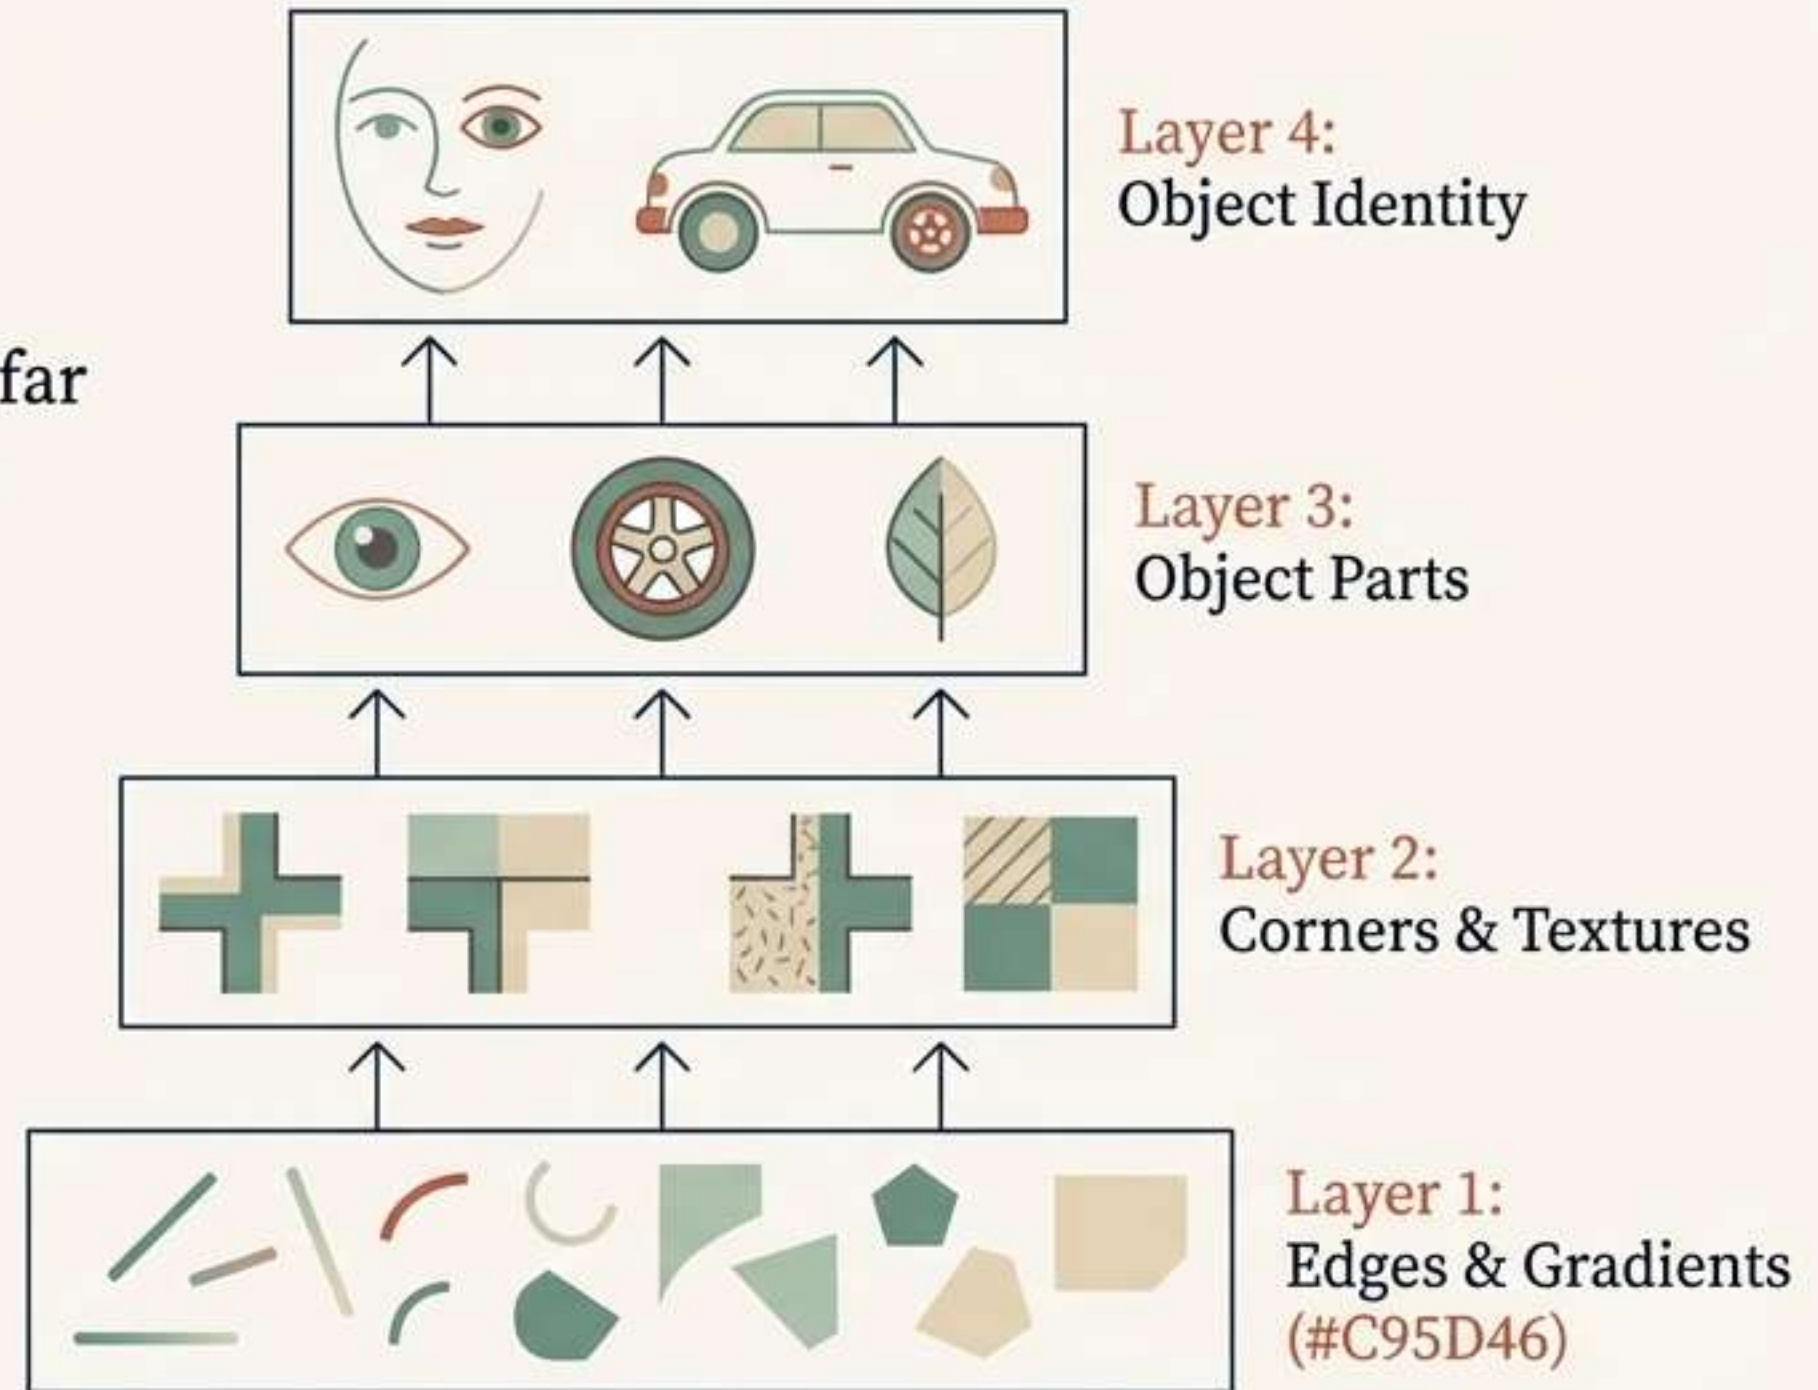 Layer 4:
Object Identity
far
Layer 3:
Object Parts
Layer 2:
Corners & Textures
Layer 1:
Edges & Gradients
(#C95D46)